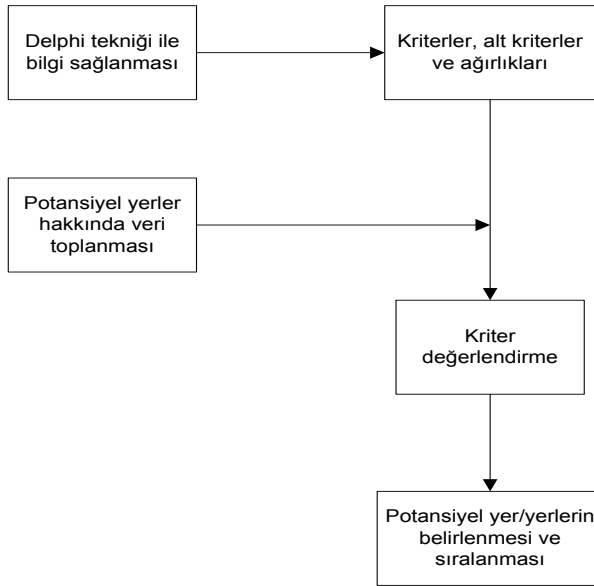 Delphi tekniği ile
bilgi sağlanması
Kriterler, alt kriterler
ve ağırlıkları
Potansiyel yerler
hakkında veri
toplanması
Kriter
değerlendirme
Potansiyel yer/yerlerin
belirlenmesi ve
sıralanması